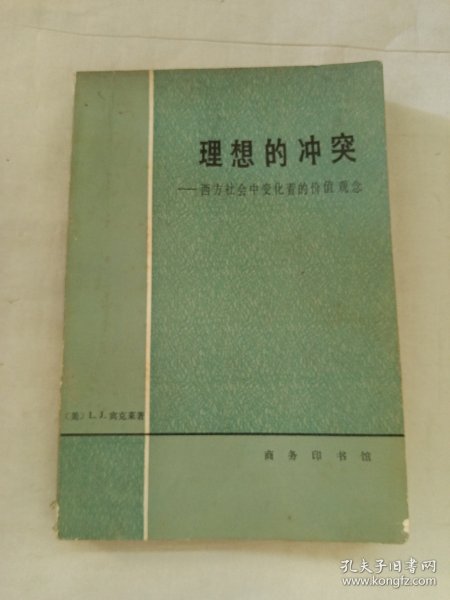 理想的冲突
——西方社会中变化着的价值观念
〔美〕L.J.宾克莱著
商务印书馆
孔夫子旧书网
www.kongfz.com